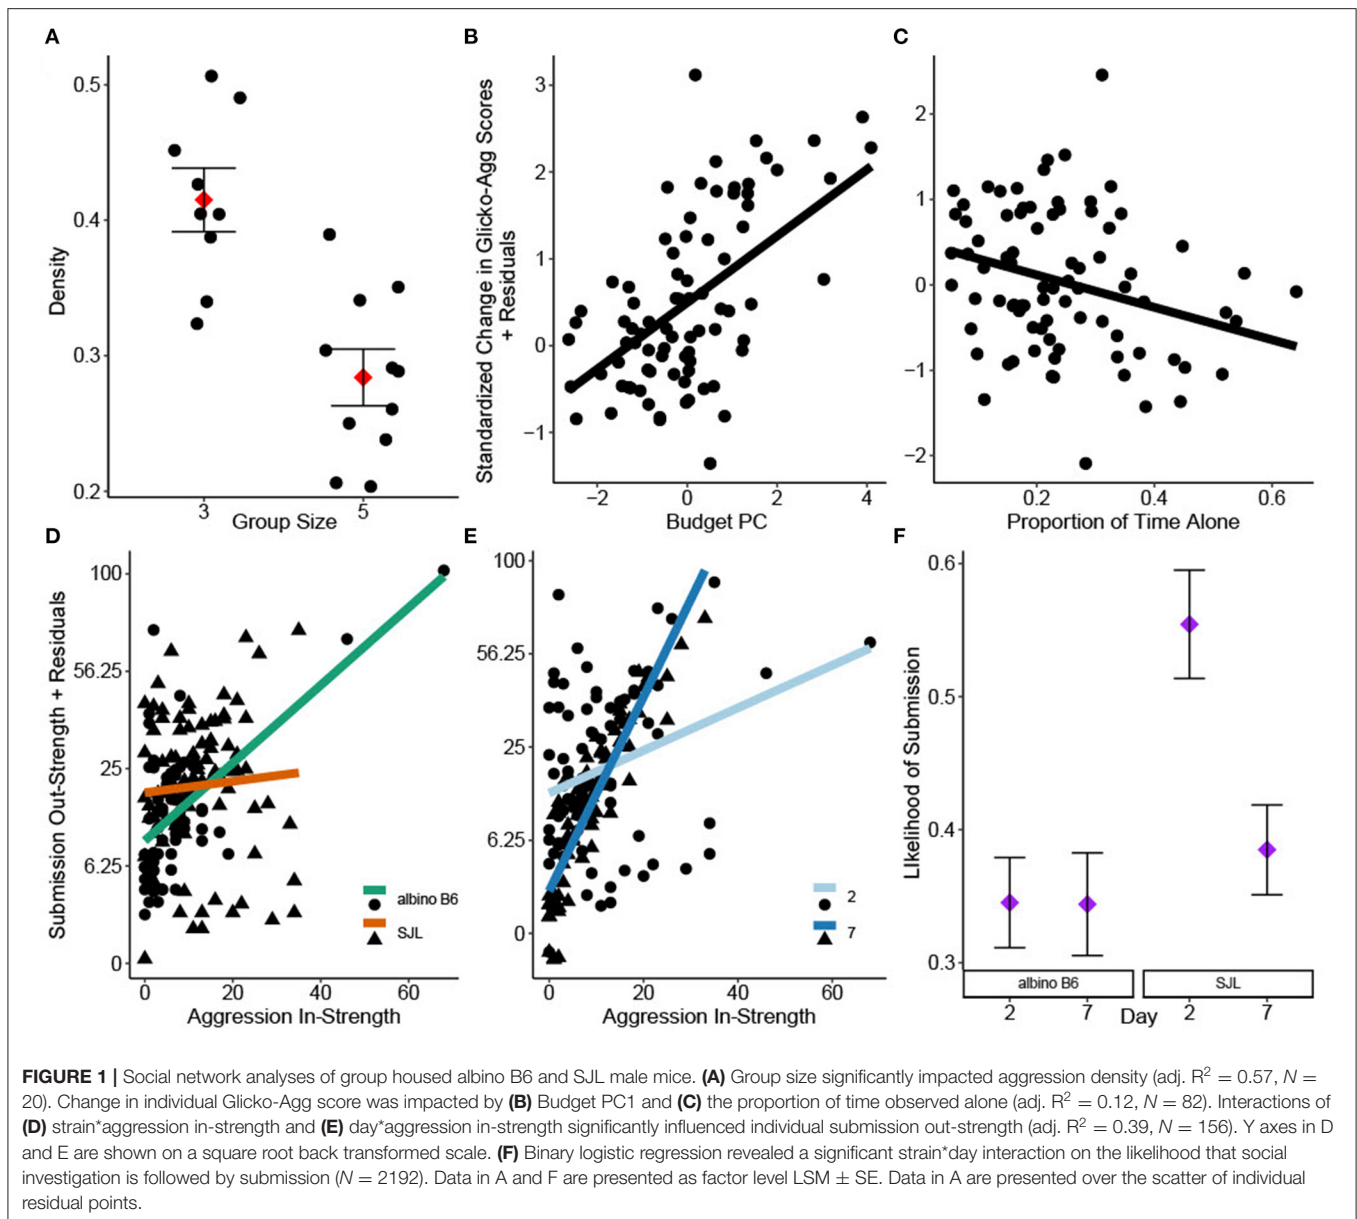 A
0.5
0.4
0.3
0.2
Density
3
5
Group Size
B
3
2
1
0
−1
Standardized Change in Glicko-Agg Scores
+ Residuals
−2
0
2
4
Budget PC
C
2
1
0
−1
−2
0.2
0.4
0.6
Proportion of Time Alone
D
100
56.25
25
6.25
0
Submission Out-Strength + Residuals
albino B6
SJL
0
20
40
60
Aggression In-Strength
E
100
56.25
25
6.25
0
2
7
0
20
40
60
Aggression In-Strength
F
0.6
0.5
0.4
0.3
LIkelihood of Submission
albino B6
SJL
2
7
Day
2
7
FIGURE 1 | Social network analyses of group housed albino B6 and SJL male mice. (A) Group size significantly impacted aggression density (adj. R² = 0.57, N =
20). Change in individual Glicko-Agg score was impacted by (B) Budget PC1 and (C) the proportion of time observed alone (adj. R² = 0.12, N = 82). Interactions of
(D) strain*aggression in-strength and (E) day*aggression in-strength significantly influenced individual submission out-strength (adj. R² = 0.39, N = 156). Y axes in D
and E are shown on a square root back transformed scale. (F) Binary logistic regression revealed a significant strain*day interaction on the likelihood that social
investigation is followed by submission (N = 2192). Data in A and F are presented as factor level LSM ± SE. Data in A are presented over the scatter of individual
residual points.